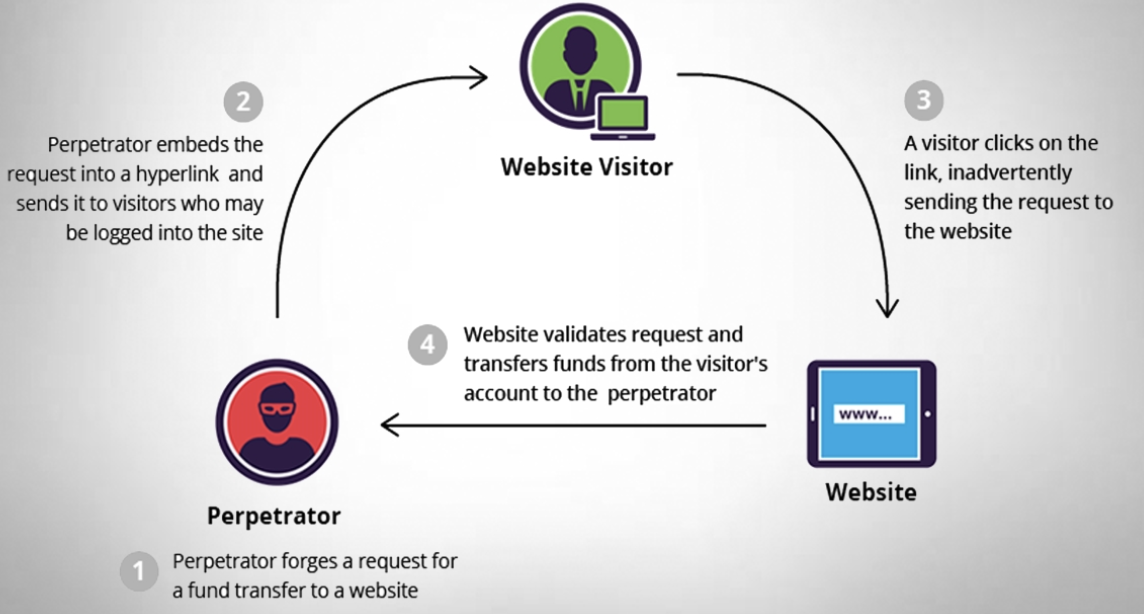 Website Visitor
2
Perpetrator embeds the
request into a hyperlink and
sends it to visitors who may
be logged into the site
3
A visitor clicks on the
link, inadvertently
sending the request to
the website
4
Website validates request and
transfers funds from the visitor's
account to the perpetrator
www...
Website
Perpetrator
1
Perpetrator forges a request for
a fund transfer to a website